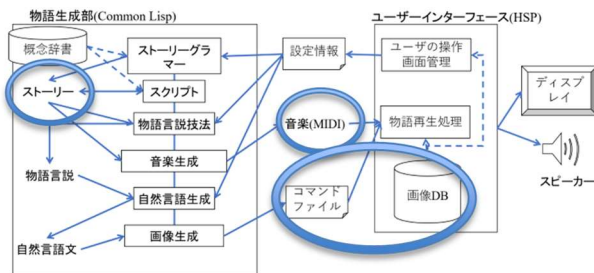 物語生成部(Common Lisp)
ユーザーインターフェース(HSP)
概念辞書
ストーリーグラ
マー
設定情報
ユーザの操作
画面管理
ストーリー
スクリプト
ディスプ
レイ
物語言説技法
音楽(MIDI)
物語再生処理
音楽生成
スピーカー
物語言説
自然言語生成
コマンド
ファイル
画像DB
自然言語文
画像生成